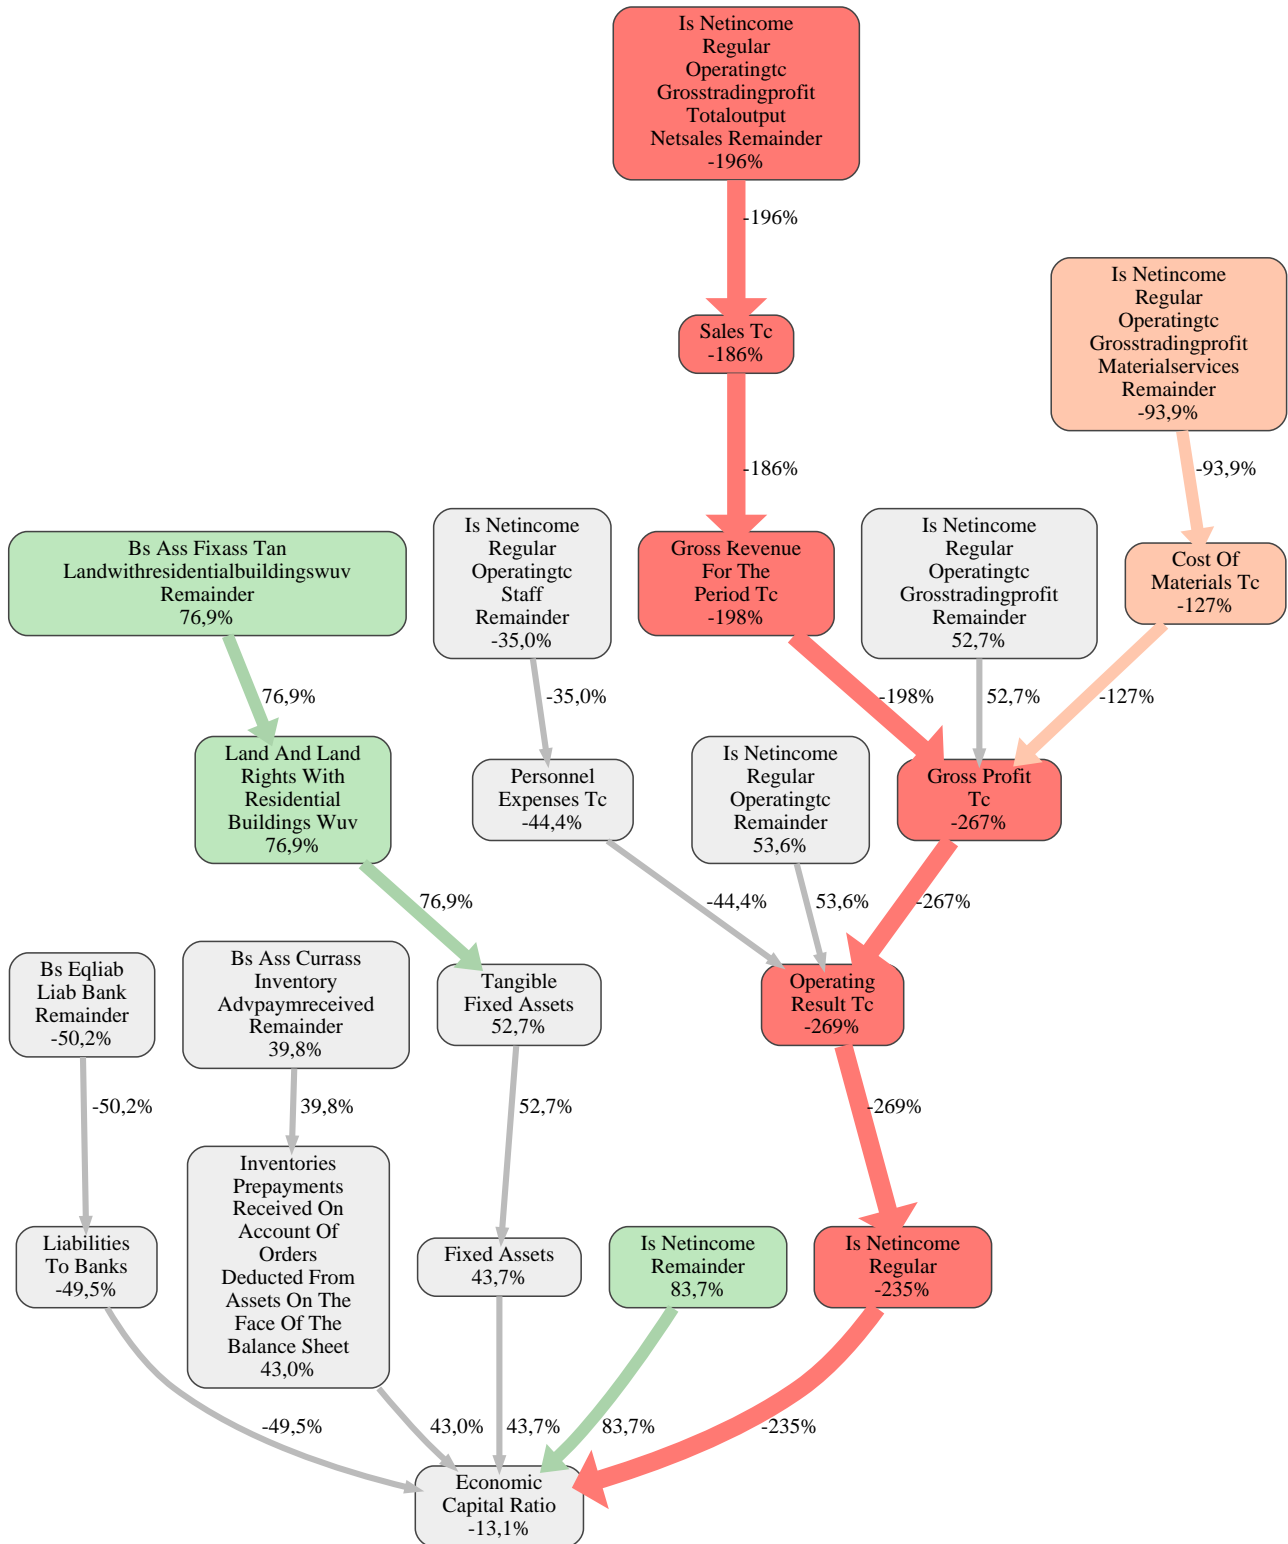 Is Netincome
Regular
Operatingtc
Grosstradingprofit
Totaloutput
Netsales Remainder
-196%
-196%
Is Netincome
Regular
Operatingtc
Grosstradingprofit
Materialservices
Remainder
-93,9%
Sales Tc
-186%
-186%
-93,9%
Bs Ass Fixass Tan
Landwithresidentialbuildingswuv
Remainder
76,9%
Is Netincome
Regular
Operatingtc
Staff
Remainder
-35,0%
Gross Revenue
For The
Period Tc
-198%
Is Netincome
Regular
Operatingtc
Grosstradingprofit
Remainder
52,7%
Cost Of
Materials Tc
-127%
76,9%
-35,0%
-198%
52,7%
-127%
Land And Land
Rights With
Residential
Buildings Wuv
76,9%
Personnel
Expenses Tc
-44,4%
Is Netincome
Regular
Operatingtc
Remainder
53,6%
Gross Profit
Tc
-267%
76,9%
-44,4%
53,6%
-267%
Bs Eqliab
Liab Bank
Remainder
-50,2%
Bs Ass Currass
Inventory
Advpaymreceived
Remainder
39,8%
Tangible
Fixed Assets
52,7%
Operating
Result Tc
-269%
-50,2%
39,8%
52,7%
-269%
Liabilities
To Banks
-49,5%
Inventories
Prepayments
Received On
Account Of
Orders
Deducted From
Assets On The
Face Of The
Balance Sheet
43,0%
Fixed Assets
43,7%
Is Netincome
Remainder
83,7%
Is Netincome
Regular
-235%
-49,5%
43,0%
43,7%
83,7%
-235%
Economic
Capital Ratio
-13,1%